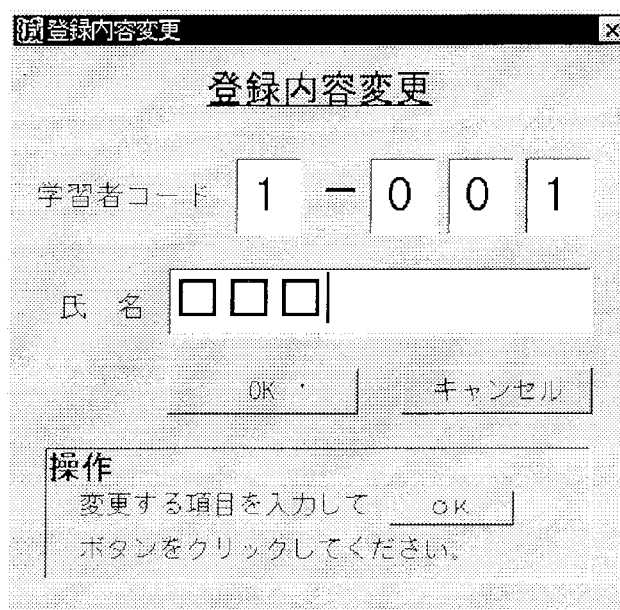 登録内容変更
登録内容変更
学習者コード 1 - 0 0 1
氏 名 □□□
OK キャンセル
操作
変更する項目を入力して OK
ボタンをクリックしてください。